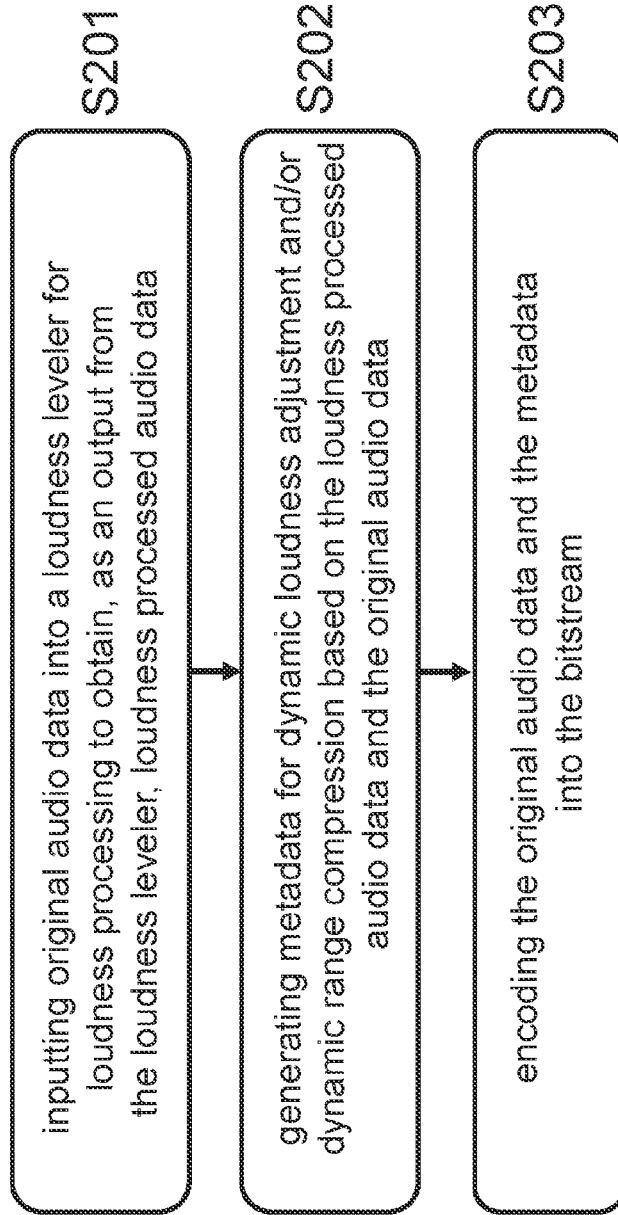 inputting original audio data into a loudness leveler for
loudness processing to obtain, as an output from
the loudness leveler, loudness processed audio data
S201
generating metadata for dynamic loudness adjustment and/or
dynamic range compression based on the loudness processed
audio data and the original audio data
S202
encoding the original audio data and the metadata
into the bitstream
S203